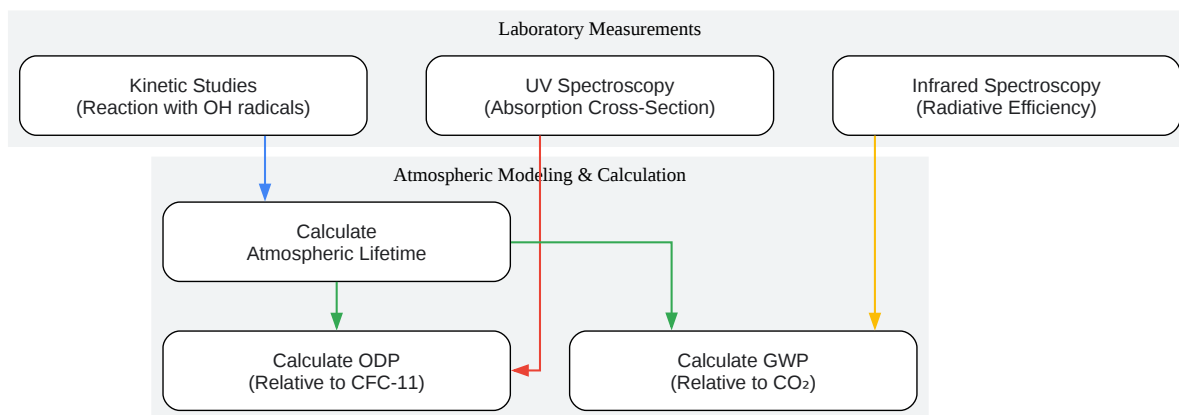 Laboratory Measurements
Kinetic Studies
(Reaction with OH radicals)
UV Spectroscopy
(Absorption Cross-Section)
Infrared Spectroscopy
(Radiative Efficiency)
Atmospheric Modeling & Calculation
Calculate
Atmospheric Lifetime
Calculate ODP
(Relative to CFC-11)
Calculate GWP
(Relative to CO₂)